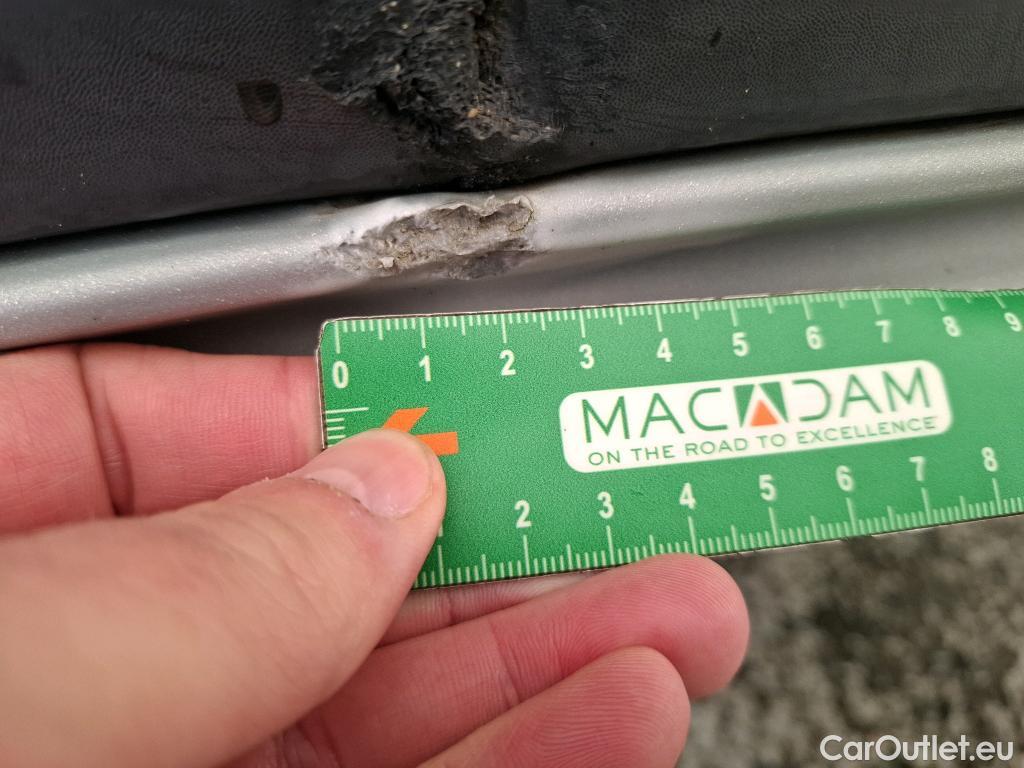 0 1 2 3 4 5 6 7 8 9
MACADAM
ON THE ROAD TO EXCELLENCE
2 3 4 5 6 7 8
CarOutlet.eu